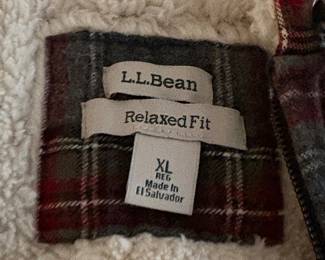 L.L.Bean
Relaxed Fit
XL
REG
Made In
El Salvador